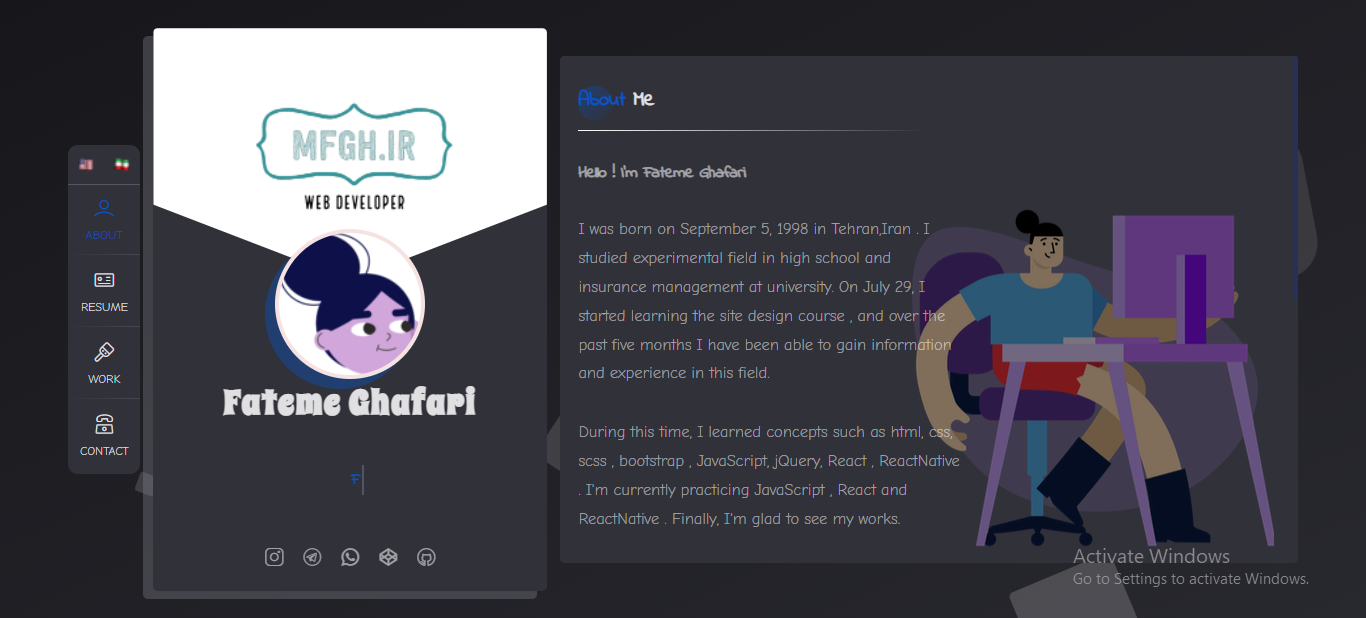 ABOUT
RESUME
WORK
CONTACT
MFGH.IR
WEB DEVELOPER
Fateme Ghafari
F
About Me
Hello ! I'm Fateme Ghafari
I was born on September 5, 1998 in Tehran,Iran . I
studied experimental field in high school and
insurance management at university. On July 29, I
started learning the site design course , and over the
past five months I have been able to gain information
and experience in this field.
During this time, I learned concepts such as html, css,
scss , bootstrap , JavaScript, jQuery, React , ReactNative
. I'm currently practicing JavaScript , React and
ReactNative . Finally, I'm glad to see my works.
Activate Windows
Go to Settings to activate Windows.